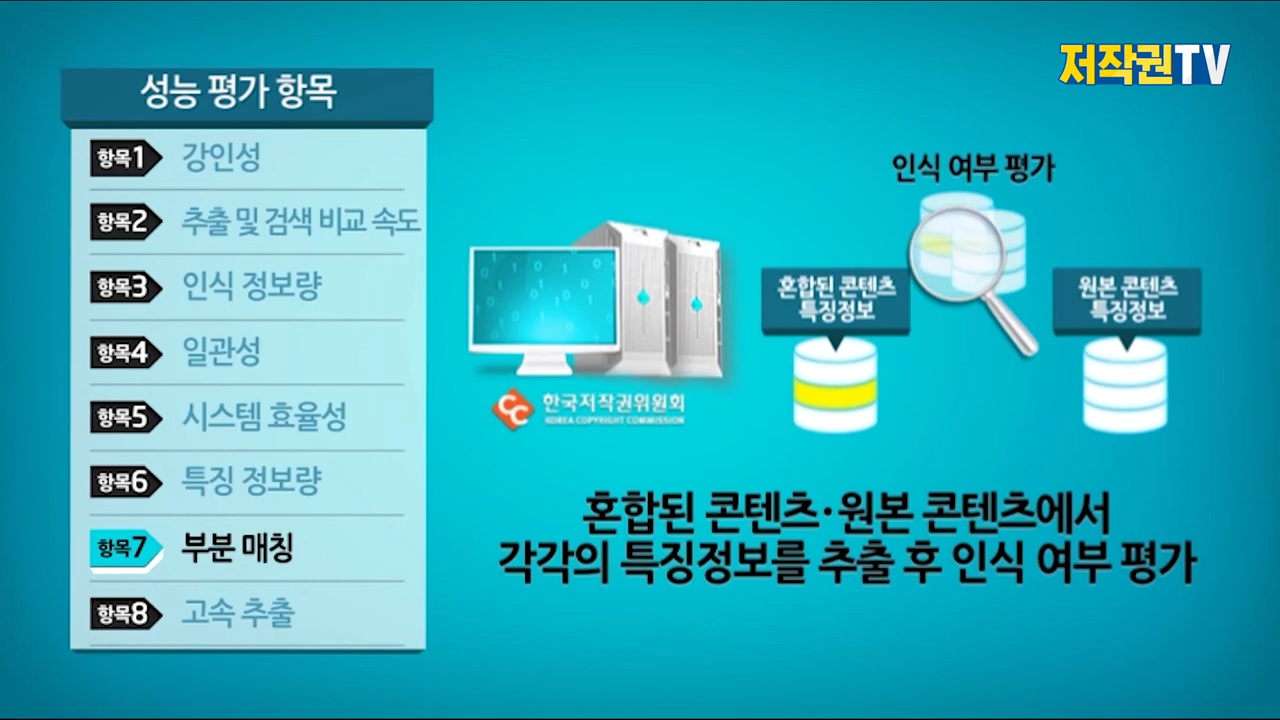 저작권TV
성능 평가 항목
항목1 강인성
항목2 추출 및 검색 비교 속도
항목3 인식 정보량
항목4 일관성
항목5 시스템 효율성
항목6 특징 정보량
항목7 부분 매칭
항목8 고속 추출
인식 여부 평가
혼합된 콘텐츠
특징정보
원본 콘텐츠
특징정보
한국저작권위원회
KOREA COPYRIGHT COMMISSION
혼합된 콘텐츠·원본 콘텐츠에서
각각의 특징정보를 추출 후 인식 여부 평가